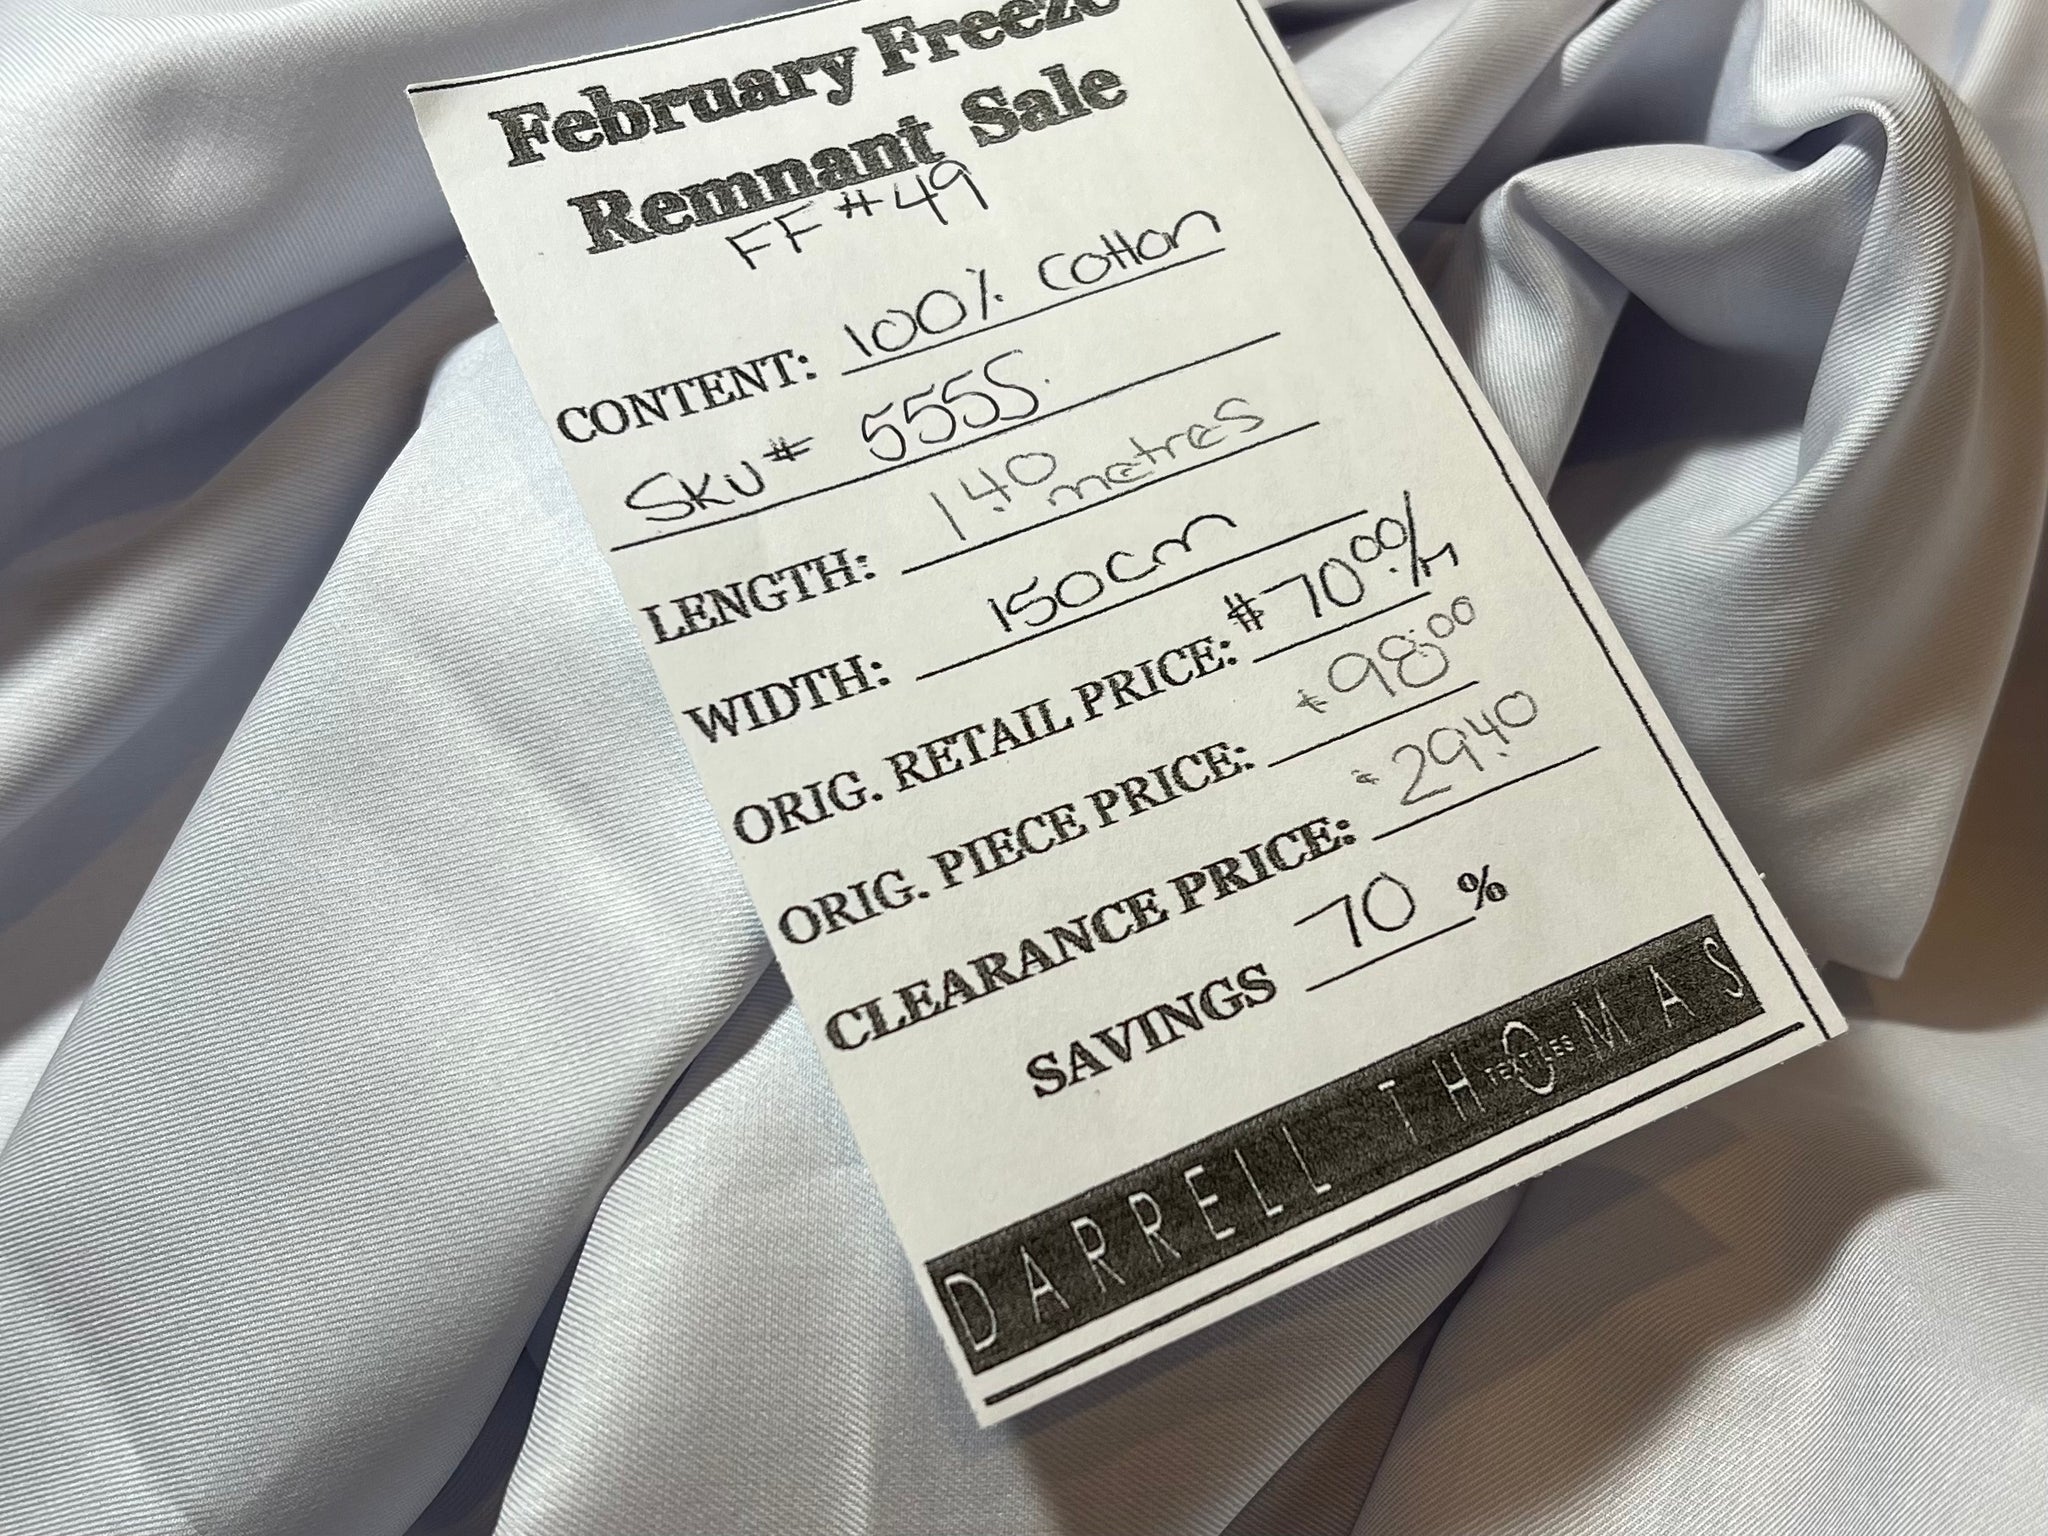 February Freeze
Remnant Sale
FF #49
CONTENT: 100% cotton
SKU# 5555
LENGTH: 1.40 metres
WIDTH: 150cm
ORIG. RETAIL PRICE: $70.00/m
ORIG. PIECE PRICE: $98.00
CLEARANCE PRICE: $29.40
SAVINGS 70 %
DARRELL THOMAS
TEXTILES